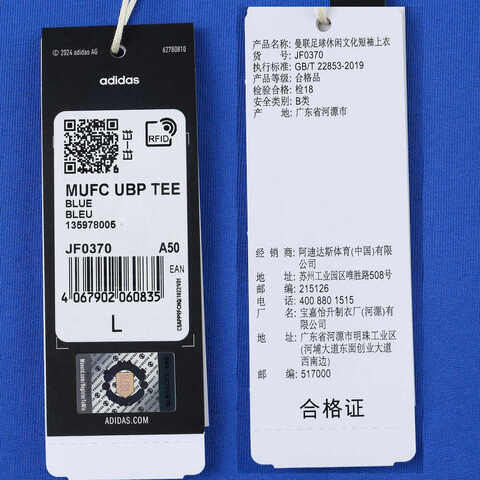 © 2024 adidas AG
62780810
adidas
RFID
MUFC UBP TEE
BLUE
BLEU
135978005
JF0370 A50
EAN
4 067902 060835
L
ADIDAS.COM
产品名称: 曼联足球休闲文化短袖上衣
货 号: JF0370
执行标准: GB/T 22853-2019
产品等级: 合格品
检验合格: 检18
安全类别: B类
产 地: 广东省河源市
经 销 商: 阿迪达斯体育(中国)有限
公司
地 址: 苏州工业园区唯胜路508号
邮 编: 215126
电 话: 400 880 1515
厂 名: 宝嘉怡升制衣厂(河源)有
限公司
地 址: 广东省河源市明珠工业区
(河埔大道东面创业大道
西南边)
邮 编: 517000
合格证